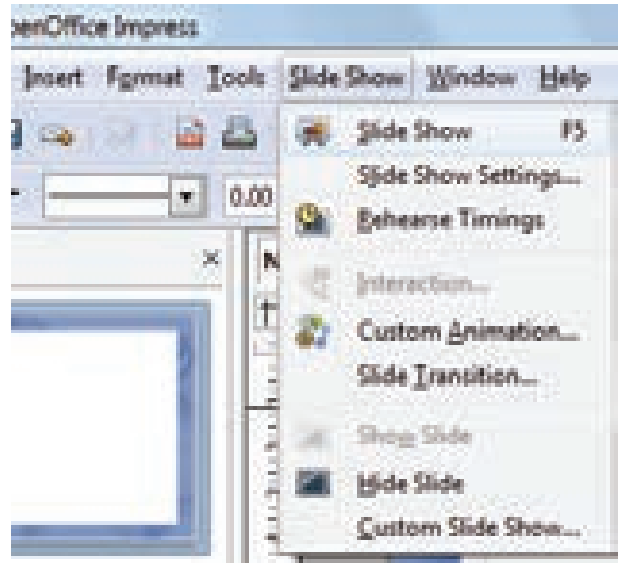 penOffice Impress
Insert Format Tools Slide Show Window Help
Slide Show F5
0.00
Slide Show Settings...
Rehearse Timings
N
Interaction...
Custom Animation...
Slide Transition...
Show Slide
Hide Slide
Custom Slide Show...